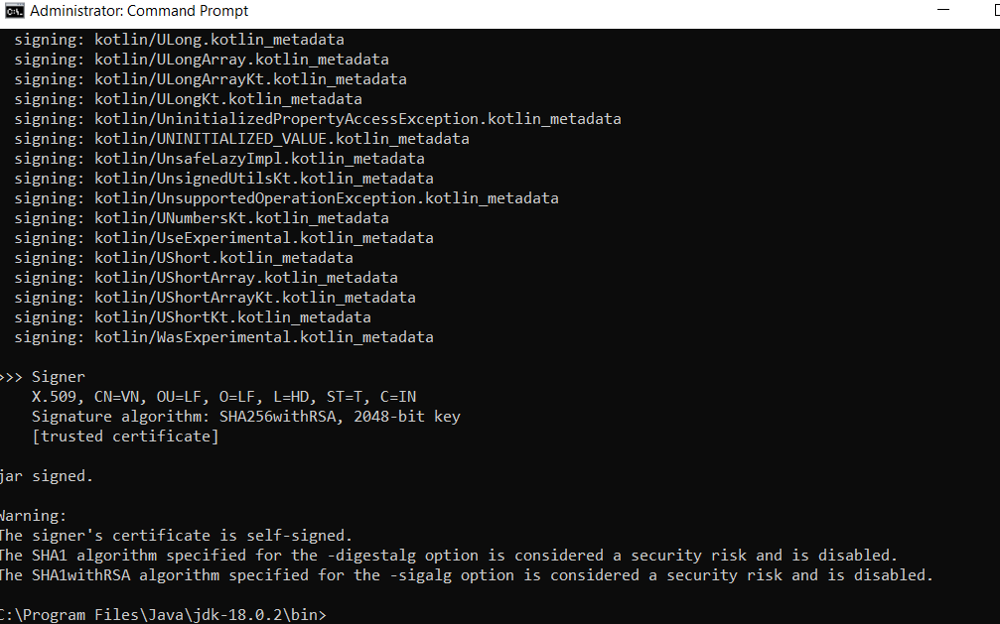 Administrator: Command Prompt
signing: kotlin/ULong.kotlin_metadata
signing: kotlin/ULongArray.kotlin_metadata
signing: kotlin/ULongArrayKt.kotlin_metadata
signing: kotlin/ULongKt.kotlin_metadata
signing: kotlin/UninitializedPropertyAccessException.kotlin_metadata
signing: kotlin/UNINITIALIZED_VALUE.kotlin_metadata
signing: kotlin/UnsafeLazyImpl.kotlin_metadata
signing: kotlin/UnsignedUtilsKt.kotlin_metadata
signing: kotlin/UnsupportedOperationException.kotlin_metadata
signing: kotlin/UNumbersKt.kotlin_metadata
signing: kotlin/UseExperimental.kotlin_metadata
signing: kotlin/UShort.kotlin_metadata
signing: kotlin/UShortArray.kotlin_metadata
signing: kotlin/UShortArrayKt.kotlin_metadata
signing: kotlin/UShortKt.kotlin_metadata
signing: kotlin/WasExperimental.kotlin_metadata
>>> Signer
X.509, CN=VN, OU=LF, O=LF, L=HD, ST=T, C=IN
Signature algorithm: SHA256withRSA, 2048-bit key
[trusted certificate]
jar signed.
Warning:
The signer's certificate is self-signed.
The SHA1 algorithm specified for the -digestalg option is considered a security risk and is disabled.
The SHA1withRSA algorithm specified for the -sigalg option is considered a security risk and is disabled.
C:\Program Files\Java\jdk-18.0.2\bin>